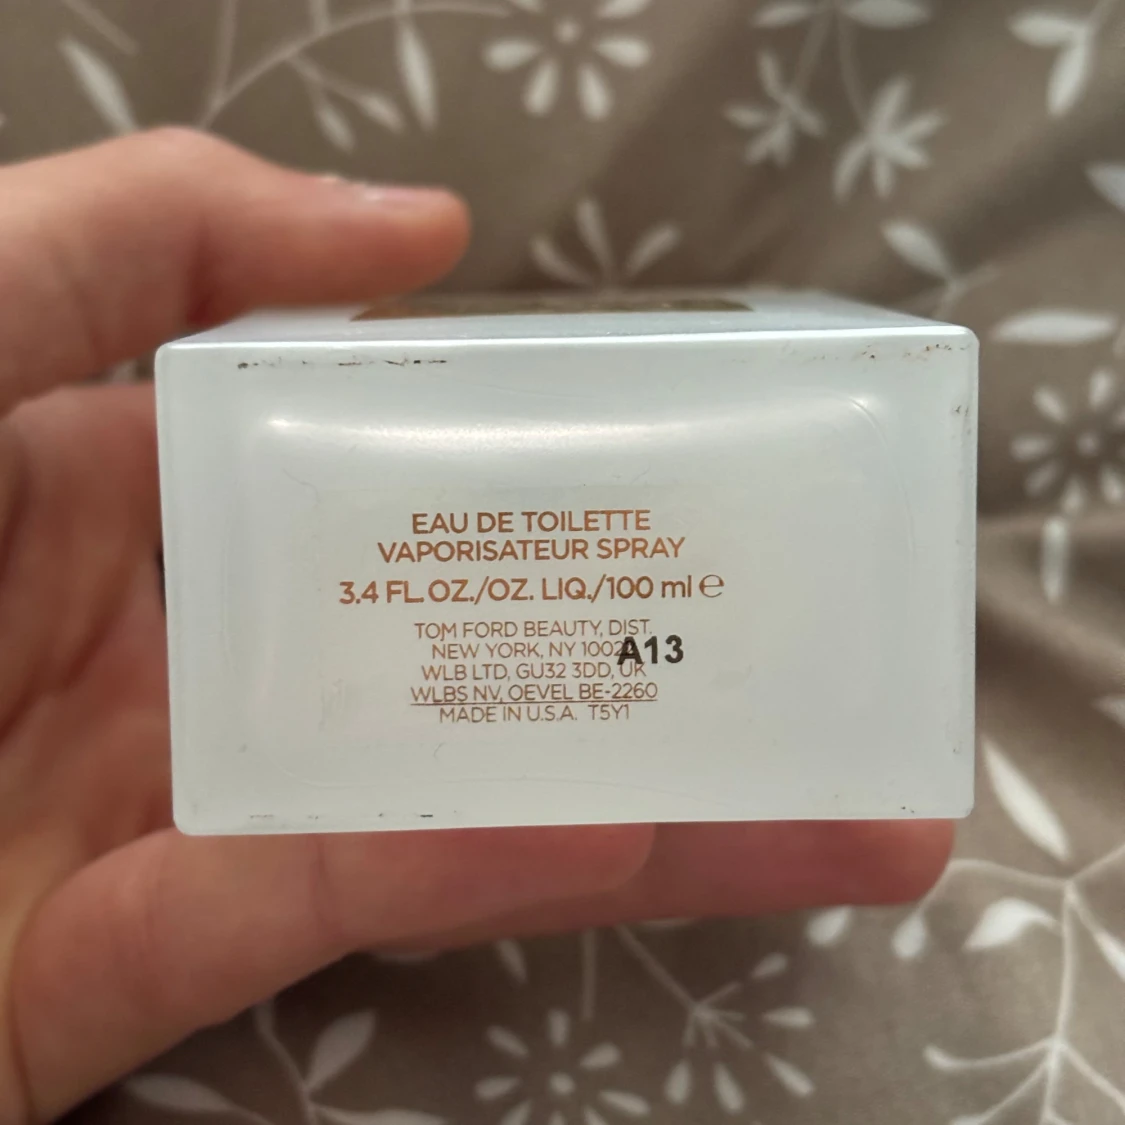 EAU DE TOILETTE
VAPORISATEUR SPRAY
3.4 FL. OZ./OZ. LIQ./100 ml ℮
TOM FORD BEAUTY, DIST.
NEW YORK, NY 10022
A13
WLB LTD, GU32 3DD, UK
WLBS NV, OEVEL BE-2260
MADE IN U.S.A. T5Y1